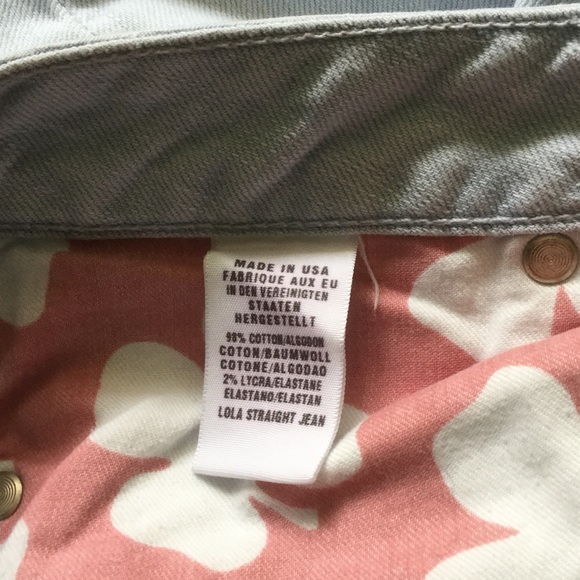 MADE IN USA
FABRIQUE AUX EU
IN DEN VEREINIGTEN
STAATEN
HERGESTELLT
98% COTTON/ALGODON
COTON/BAUMWOLL
COTONE/ALGODAO
2% LYCRA/ELASTANE
ELASTANO/ELASTAN
LOLA STRAIGHT JEAN